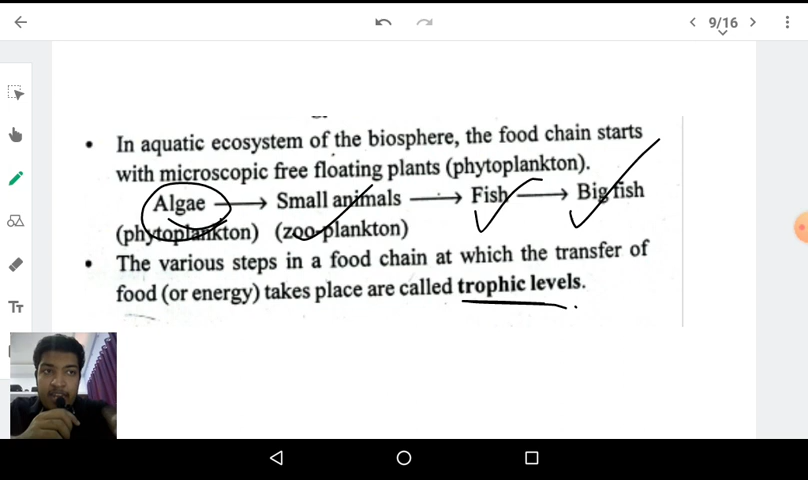 9/16
• In aquatic ecosystem of the biosphere, the food chain starts
with microscopic free floating plants (phytoplankton).
Algae → Small animals → Fish → Big fish
(phytoplankton) (zoo-plankton)
• The various steps in a food chain at which the transfer of
food (or energy) takes place are called trophic levels.
Tт